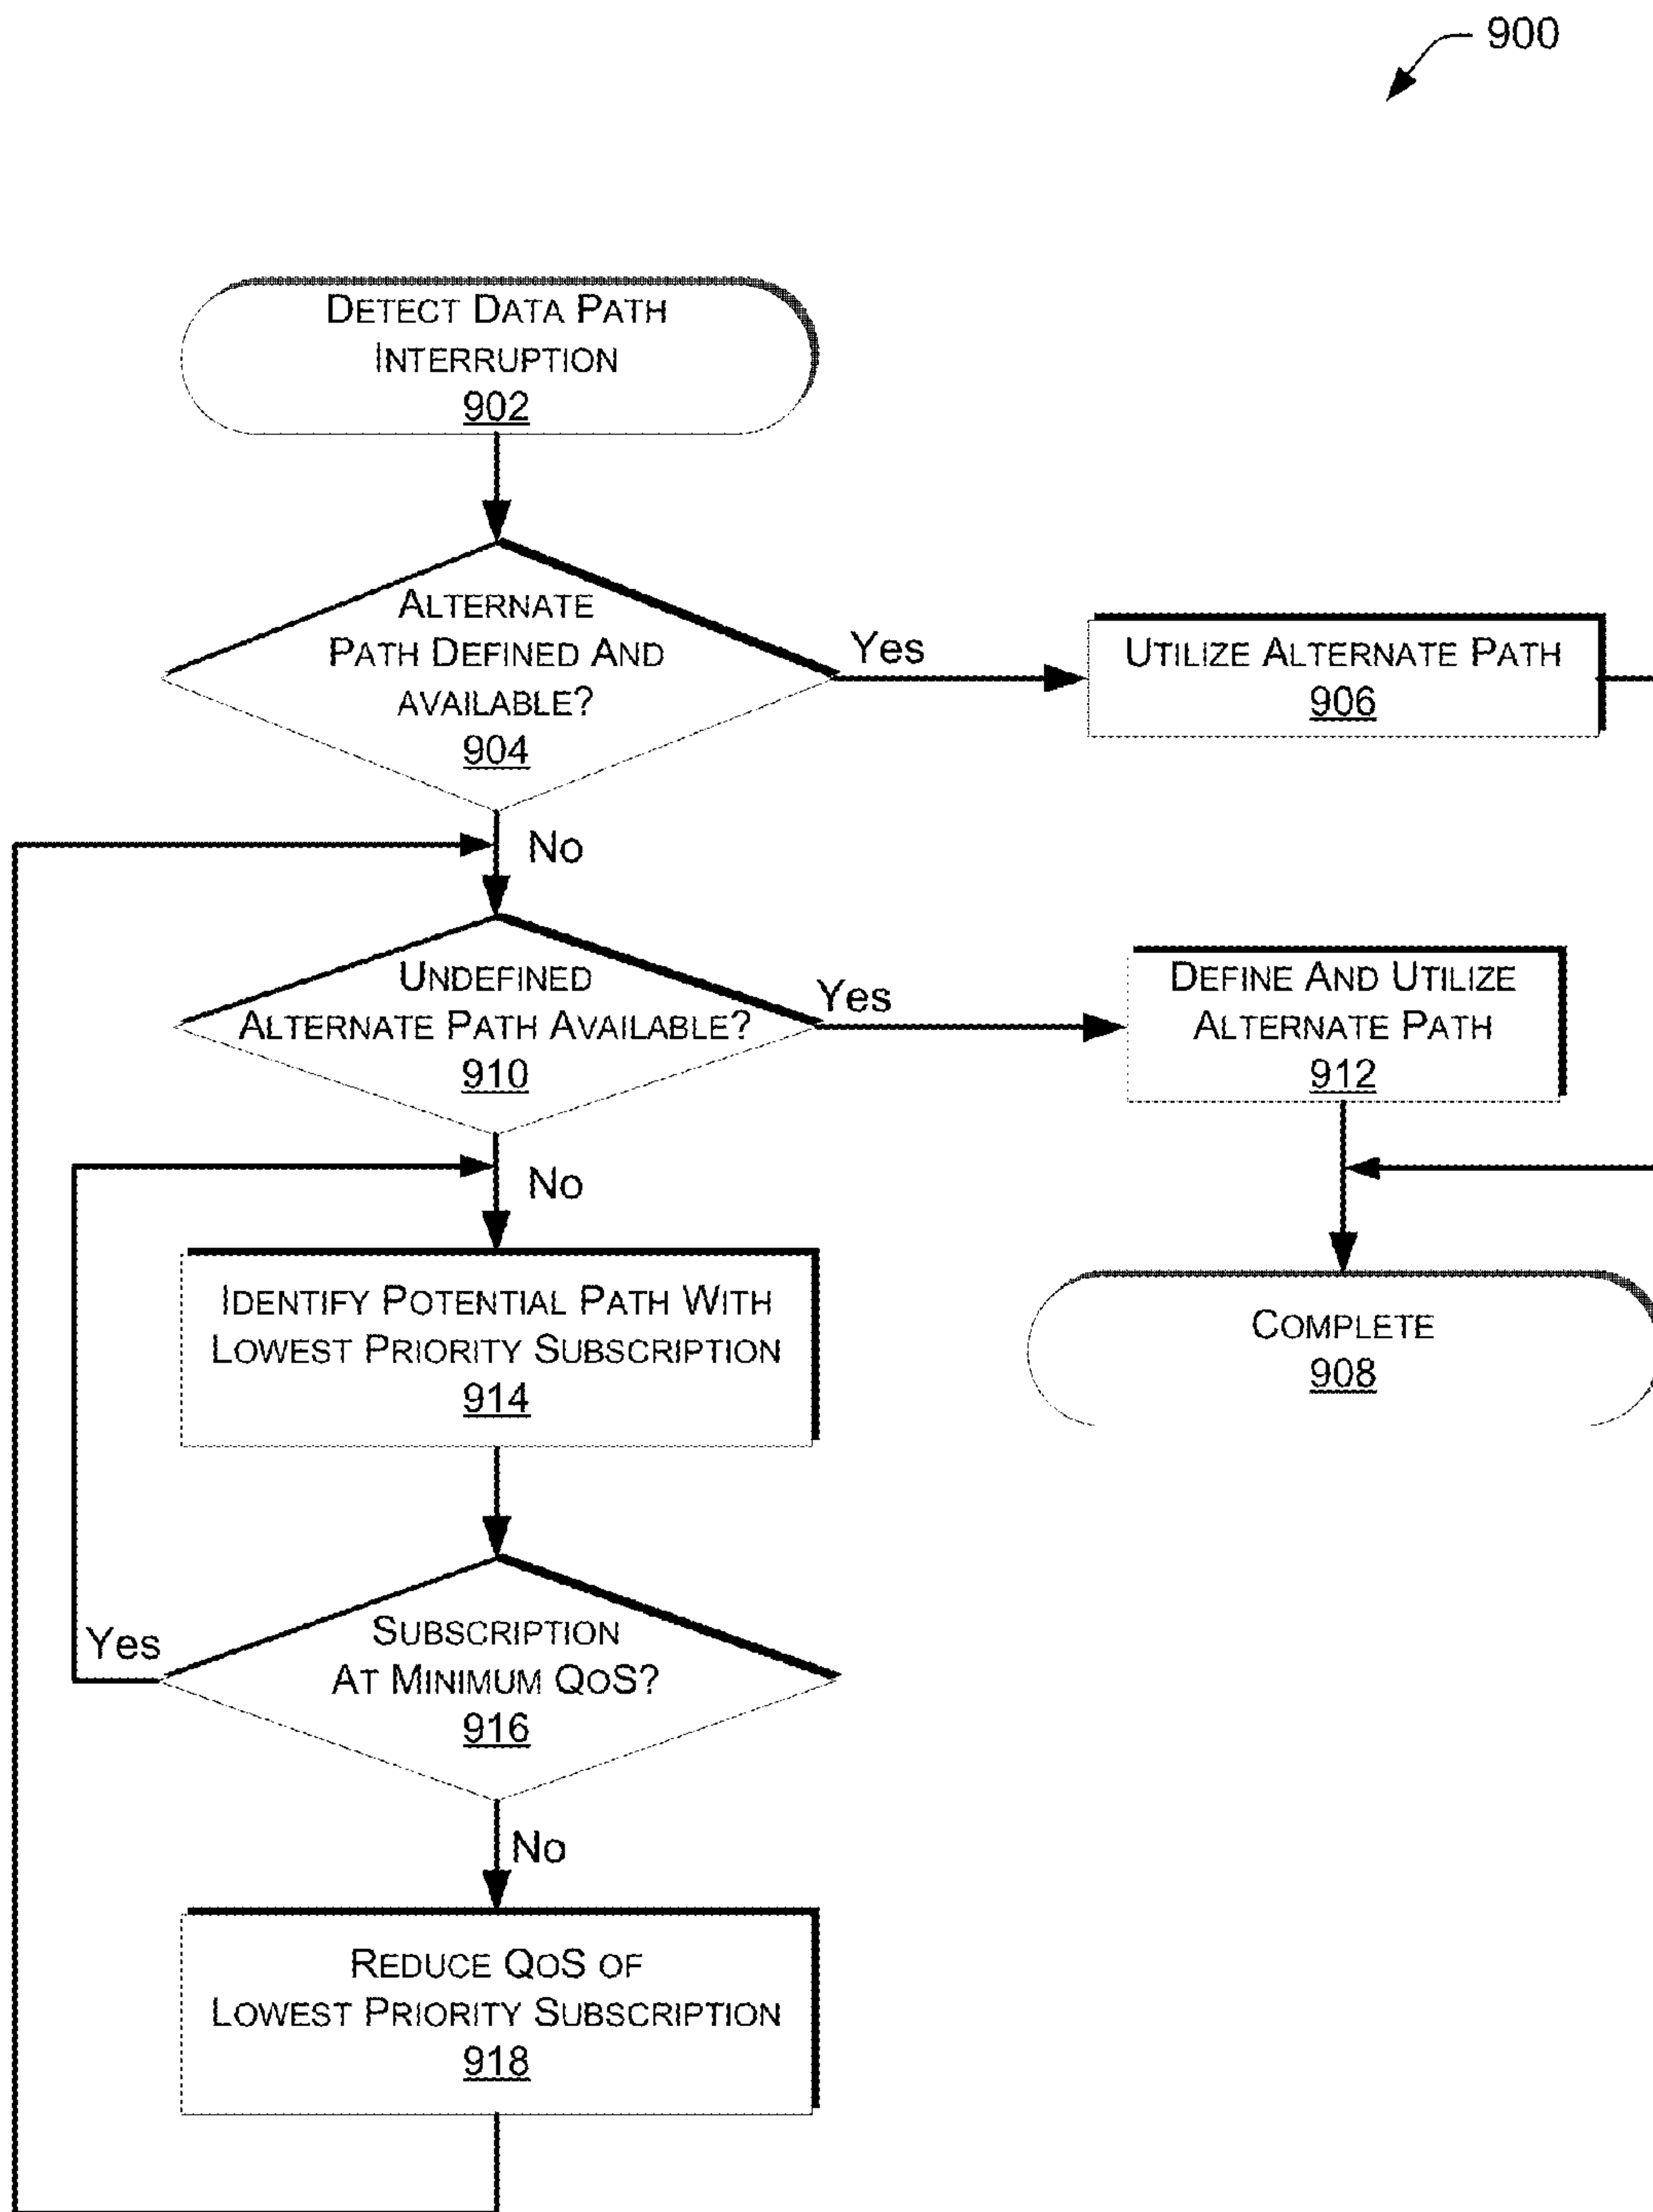 900
DETECT DATA PATH
INTERRUPTION
902
ALTERNATE
PATH DEFINED AND
AVAILABLE?
904
Yes
UTILIZE ALTERNATE PATH
906
No
UNDEFINED
ALTERNATE PATH AVAILABLE?
910
Yes
DEFINE AND UTILIZE
ALTERNATE PATH
912
No
IDENTIFY POTENTIAL PATH WITH
LOWEST PRIORITY SUBSCRIPTION
914
COMPLETE
908
SUBSCRIPTION
AT MINIMUM QOS?
916
Yes
No
REDUCE QOS OF
LOWEST PRIORITY SUBSCRIPTION
918